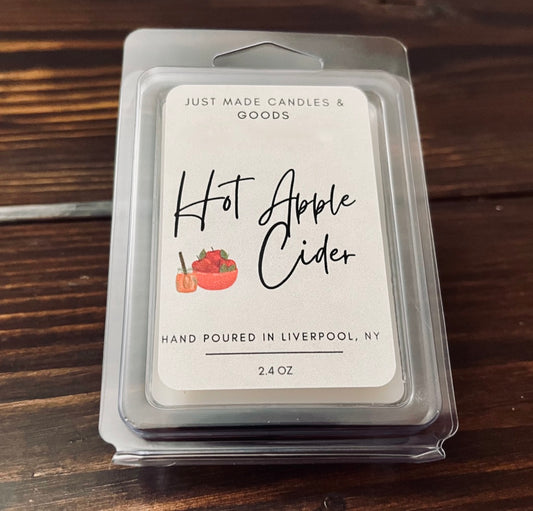 JUST MADE CANDLES &
GOODS
Hot Apple
Cider
HAND POURED IN LIVERPOOL, NY
2.4 OZ